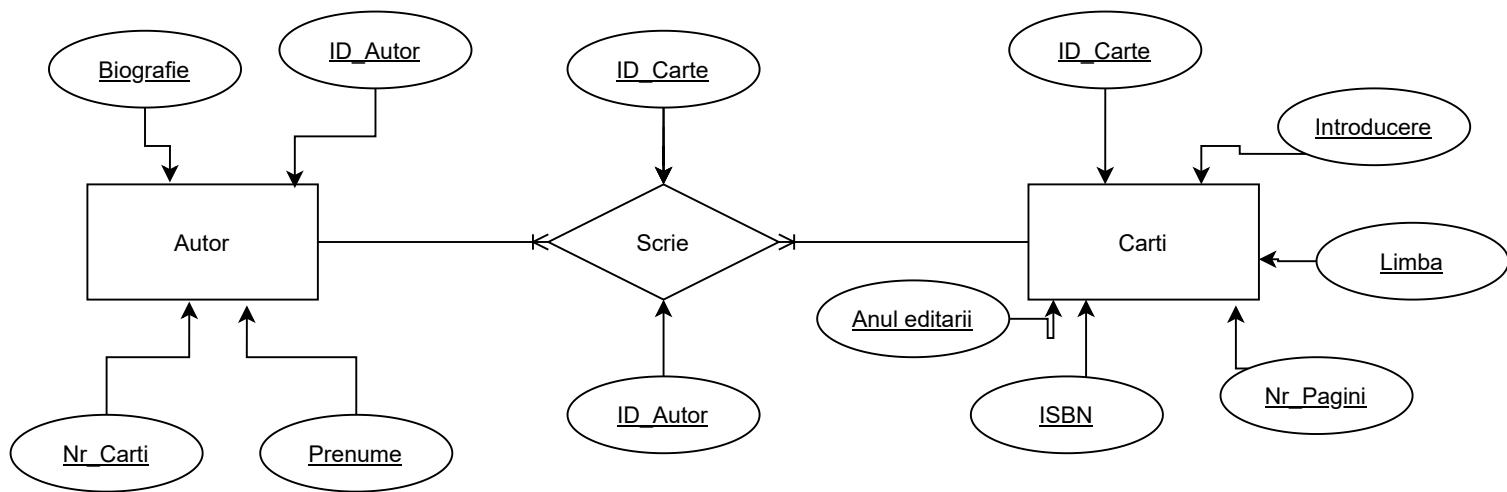 Biografie
ID_Autor
ID_Carte
ID_Carte
Introducere
Autor
Scrie
Carti
Limba
Anul editarii
Nr_Carti
Prenume
ID_Autor
ISBN
Nr_Pagini